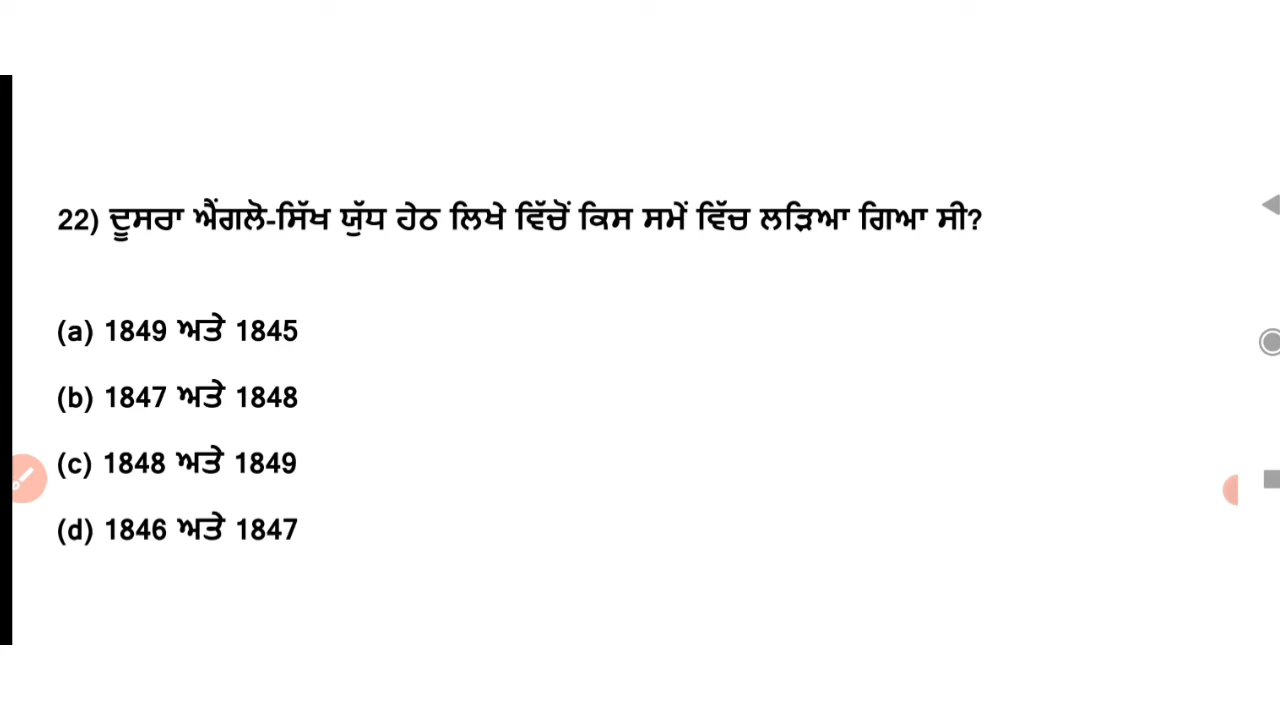 22) ਦੂਸਰਾ ਐਂਗਲੋ-ਸਿੱਖ ਯੁੱਧ ਹੇਠ ਲਿਖੇ ਵਿੱਚੋਂ ਕਿਸ ਸਮੇਂ ਵਿੱਚ ਲੜਿਆ ਗਿਆ ਸੀ?
(a) 1849 ਅਤੇ 1845
(b) 1847 ਅਤੇ 1848
(c) 1848 ਅਤੇ 1849
(d) 1846 ਅਤੇ 1847